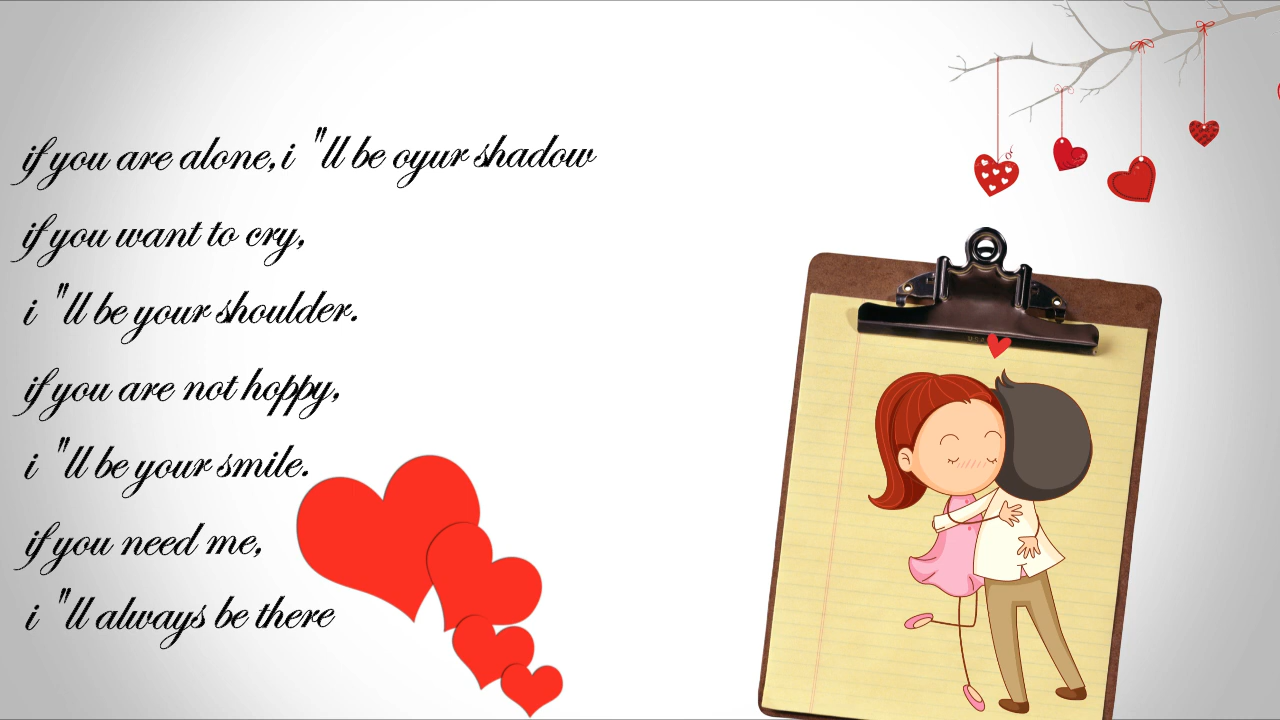 if you are alone,i "ll be oyur shadow
if you want to cry,
i "ll be your shoulder.
if you are not hoppy,
i "ll be your smile.
if you need me,
i "ll always be there